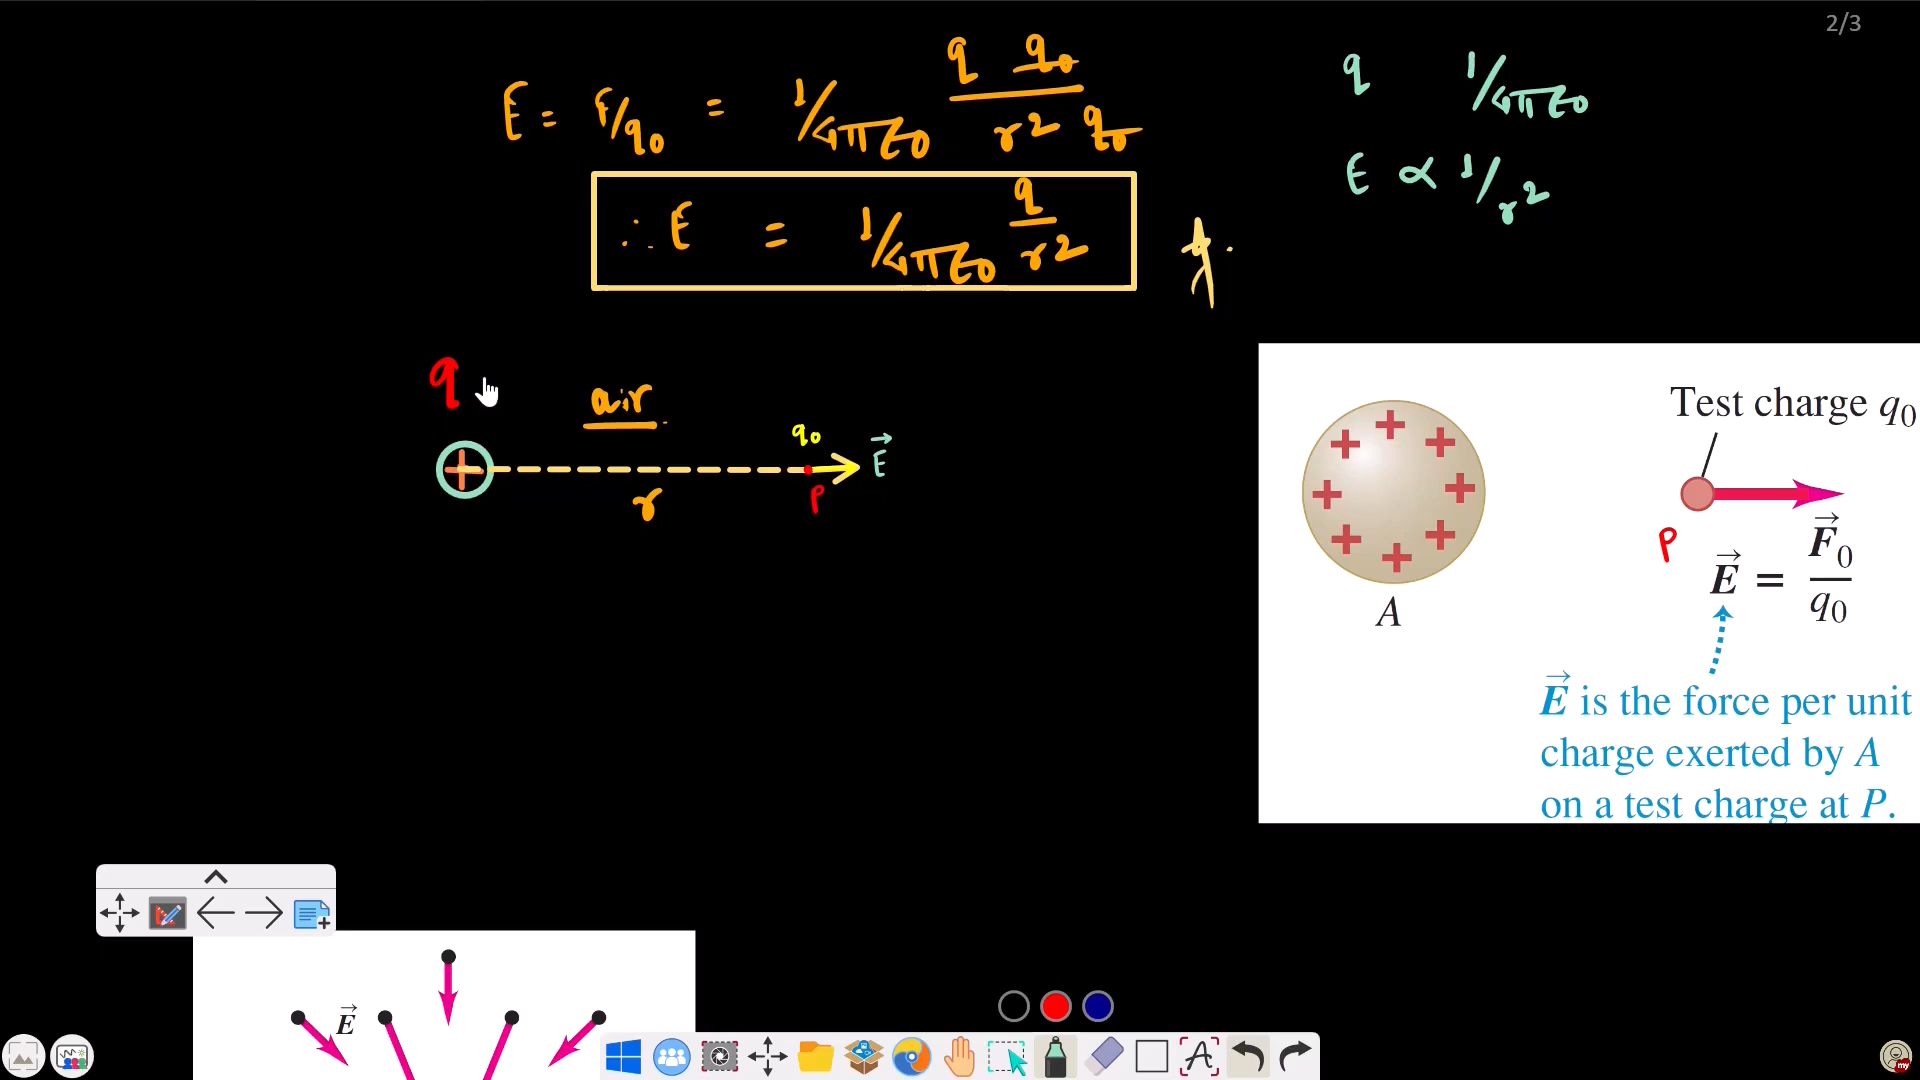 2/3
E = F/q0 = 1/4πε0 q q0 / r2 q0
∴ E = 1/4πε0 q/r2
q 1/4πε0
E ∝ 1/r2
q
air
q0
E⃗
r
P
Test charge q0
P
E⃗ = F⃗0/q0
A
E⃗ is the force per unit
charge exerted by A
on a test charge at P.
E⃗